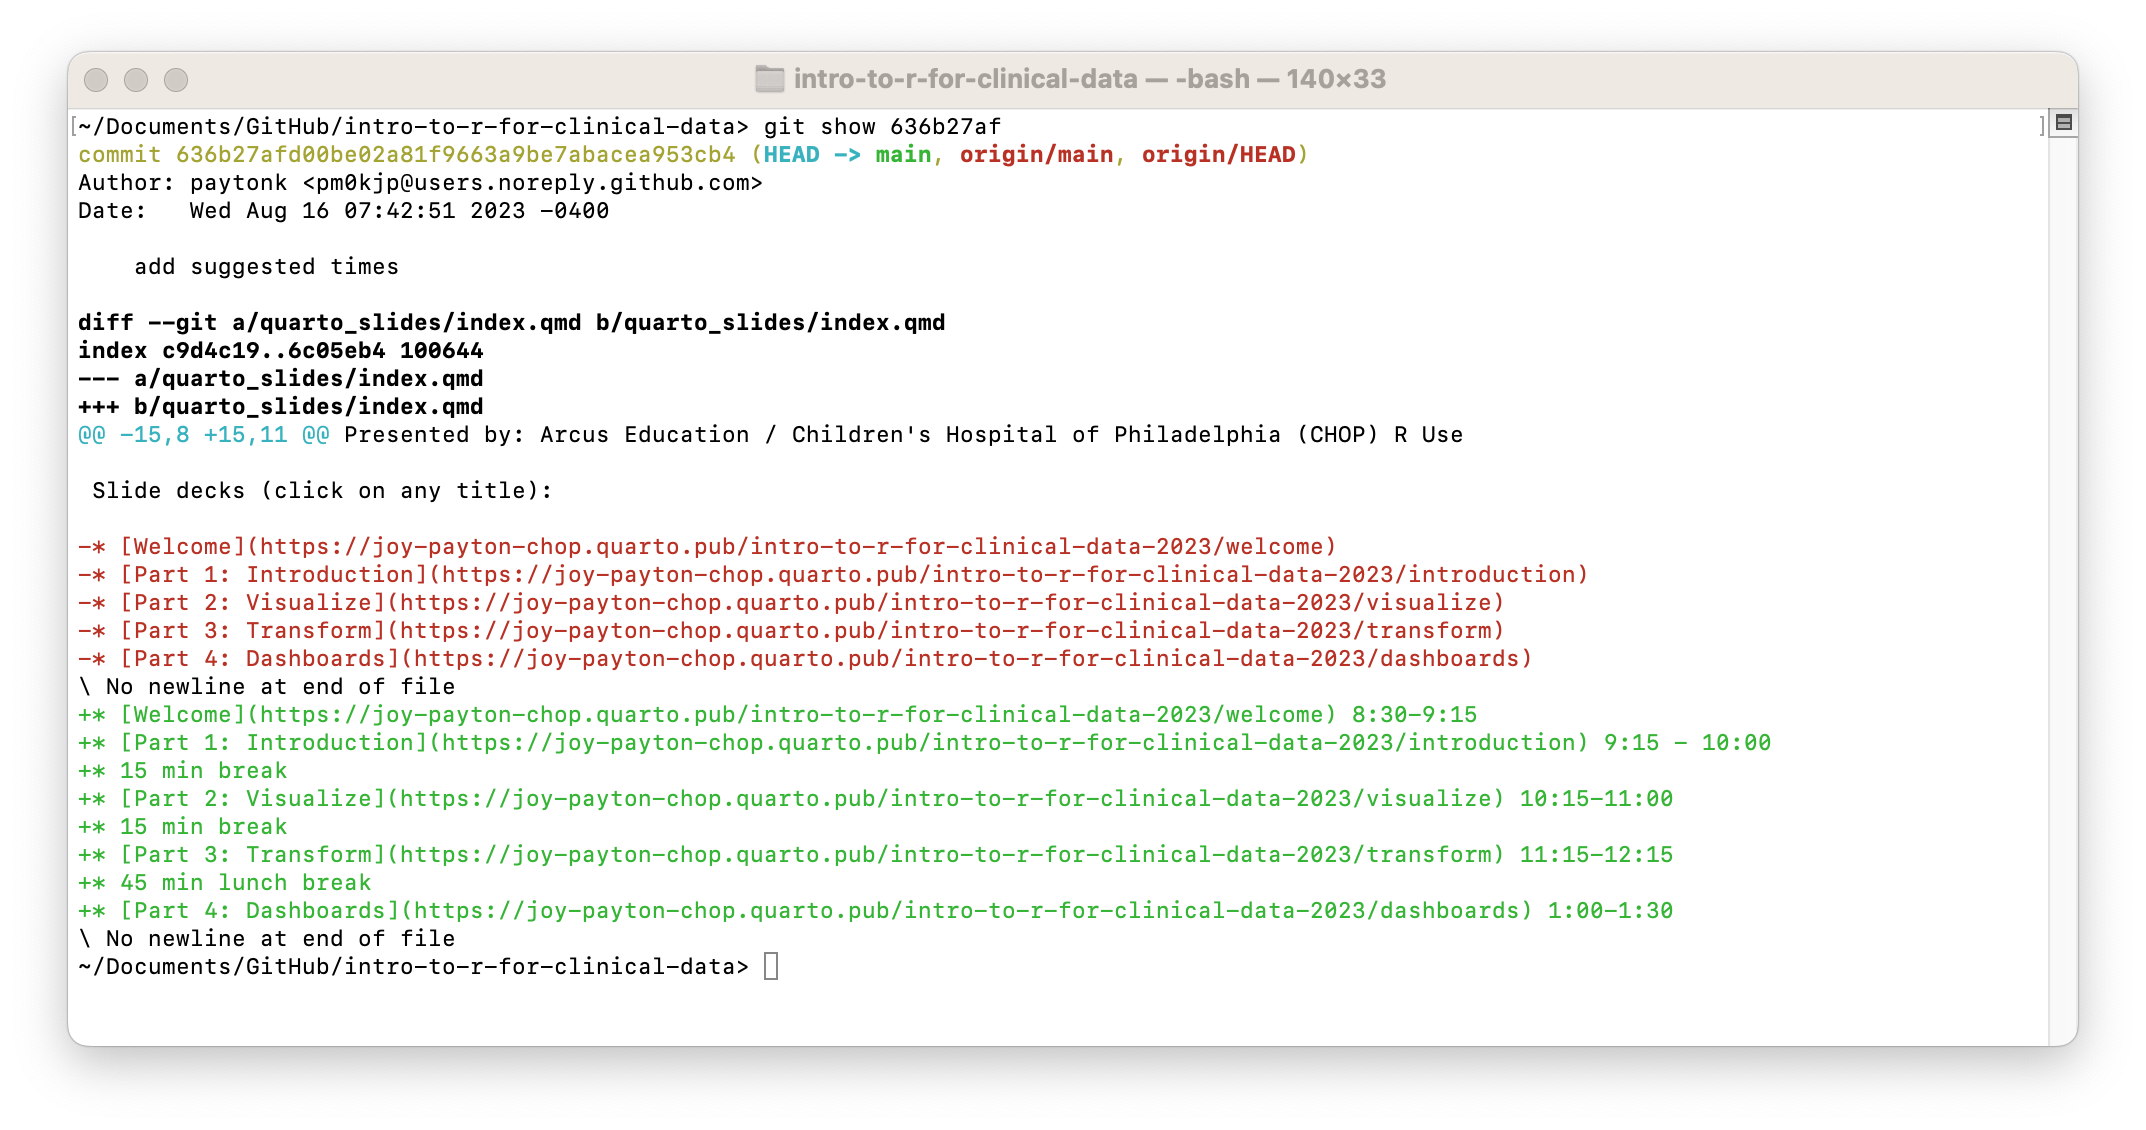 intro-to-r-for-clinical-data — -bash — 140×33
[~/Documents/GitHub/intro-to-r-for-clinical-data> git show 636b27af ]
commit 636b27afd00be02a81f9663a9be7abacea953cb4 (HEAD -> main, origin/main, origin/HEAD)
Author: paytonk <pm0kjp@users.noreply.github.com>
Date:   Wed Aug 16 07:42:51 2023 -0400
    add suggested times
diff --git a/quarto_slides/index.qmd b/quarto_slides/index.qmd
index c9d4c19..6c05eb4 100644
--- a/quarto_slides/index.qmd
+++ b/quarto_slides/index.qmd
@@ -15,8 +15,11 @@ Presented by: Arcus Education / Children's Hospital of Philadelphia (CHOP) R Use
 Slide decks (click on any title):
-* [Welcome](https://joy-payton-chop.quarto.pub/intro-to-r-for-clinical-data-2023/welcome)
-* [Part 1: Introduction](https://joy-payton-chop.quarto.pub/intro-to-r-for-clinical-data-2023/introduction)
-* [Part 2: Visualize](https://joy-payton-chop.quarto.pub/intro-to-r-for-clinical-data-2023/visualize)
-* [Part 3: Transform](https://joy-payton-chop.quarto.pub/intro-to-r-for-clinical-data-2023/transform)
-* [Part 4: Dashboards](https://joy-payton-chop.quarto.pub/intro-to-r-for-clinical-data-2023/dashboards)
\ No newline at end of file
+* [Welcome](https://joy-payton-chop.quarto.pub/intro-to-r-for-clinical-data-2023/welcome) 8:30-9:15
+* [Part 1: Introduction](https://joy-payton-chop.quarto.pub/intro-to-r-for-clinical-data-2023/introduction) 9:15 - 10:00
+* 15 min break
+* [Part 2: Visualize](https://joy-payton-chop.quarto.pub/intro-to-r-for-clinical-data-2023/visualize) 10:15-11:00
+* 15 min break
+* [Part 3: Transform](https://joy-payton-chop.quarto.pub/intro-to-r-for-clinical-data-2023/transform) 11:15-12:15
+* 45 min lunch break
+* [Part 4: Dashboards](https://joy-payton-chop.quarto.pub/intro-to-r-for-clinical-data-2023/dashboards) 1:00-1:30
\ No newline at end of file
~/Documents/GitHub/intro-to-r-for-clinical-data>